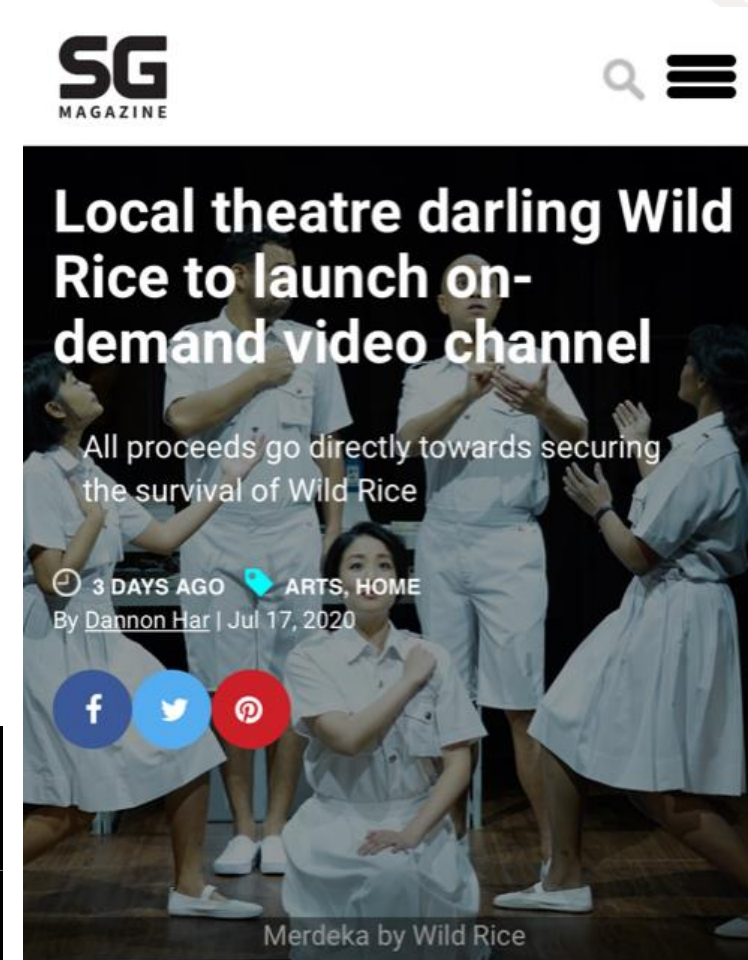 SG
MAGAZINE
Local theatre darling Wild
Rice to launch on-
demand video channel
All proceeds go directly towards securing
the survival of Wild Rice
3 DAYS AGO ARTS, HOME
By Dannon Har | Jul 17, 2020
Merdeka by Wild Rice